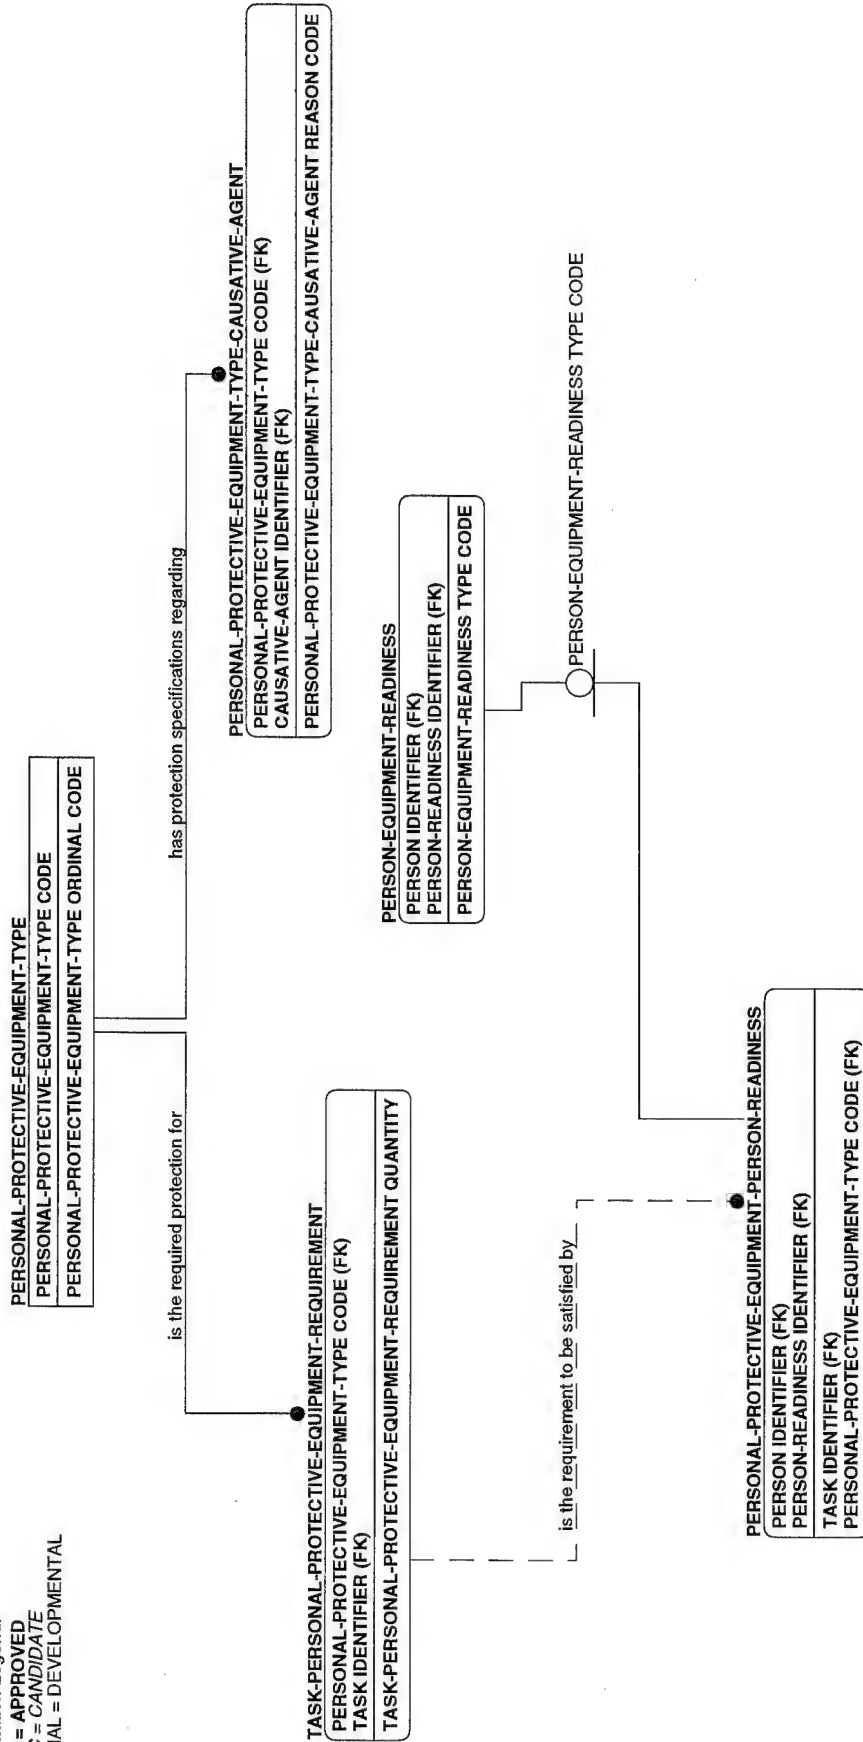 = APPROVED
= CANDIDATE
= DEVELOPMENTAL
PERSONAL-PROTECTIVE-EQUIPMENT-TYPE
PERSONAL-PROTECTIVE-EQUIPMENT-TYPE CODE
PERSONAL-PROTECTIVE-EQUIPMENT-TYPE ORDINAL CODE
is the required protection for
has protection specifications regarding
TASK-PERSONAL-PROTECTIVE-EQUIPMENT-REQUIREMENT
PERSONAL-PROTECTIVE-EQUIPMENT-TYPE CODE (FK)
TASK IDENTIFIER (FK)
TASK-PERSONAL-PROTECTIVE-EQUIPMENT-REQUIREMENT QUANTITY
PERSONAL-PROTECTIVE-EQUIPMENT-TYPE-CAUSATIVE-AGENT
PERSONAL-PROTECTIVE-EQUIPMENT-TYPE CODE (FK)
CAUSATIVE-AGENT IDENTIFIER (FK)
PERSONAL-PROTECTIVE-EQUIPMENT-TYPE-CAUSATIVE-AGENT REASON CODE
PERSON-EQUIPMENT-READINESS
PERSON IDENTIFIER (FK)
PERSON-READINESS IDENTIFIER (FK)
PERSON-EQUIPMENT-READINESS TYPE CODE
is the requirement to be satisfied by
PERSON-EQUIPMENT-READINESS TYPE CODE
PERSONAL-PROTECTIVE-EQUIPMENT-PERSON-READINESS
PERSON IDENTIFIER (FK)
PERSON-READINESS IDENTIFIER (FK)
TASK IDENTIFIER (FK)
PERSONAL-PROTECTIVE-EQUIPMENT-TYPE CODE (FK)